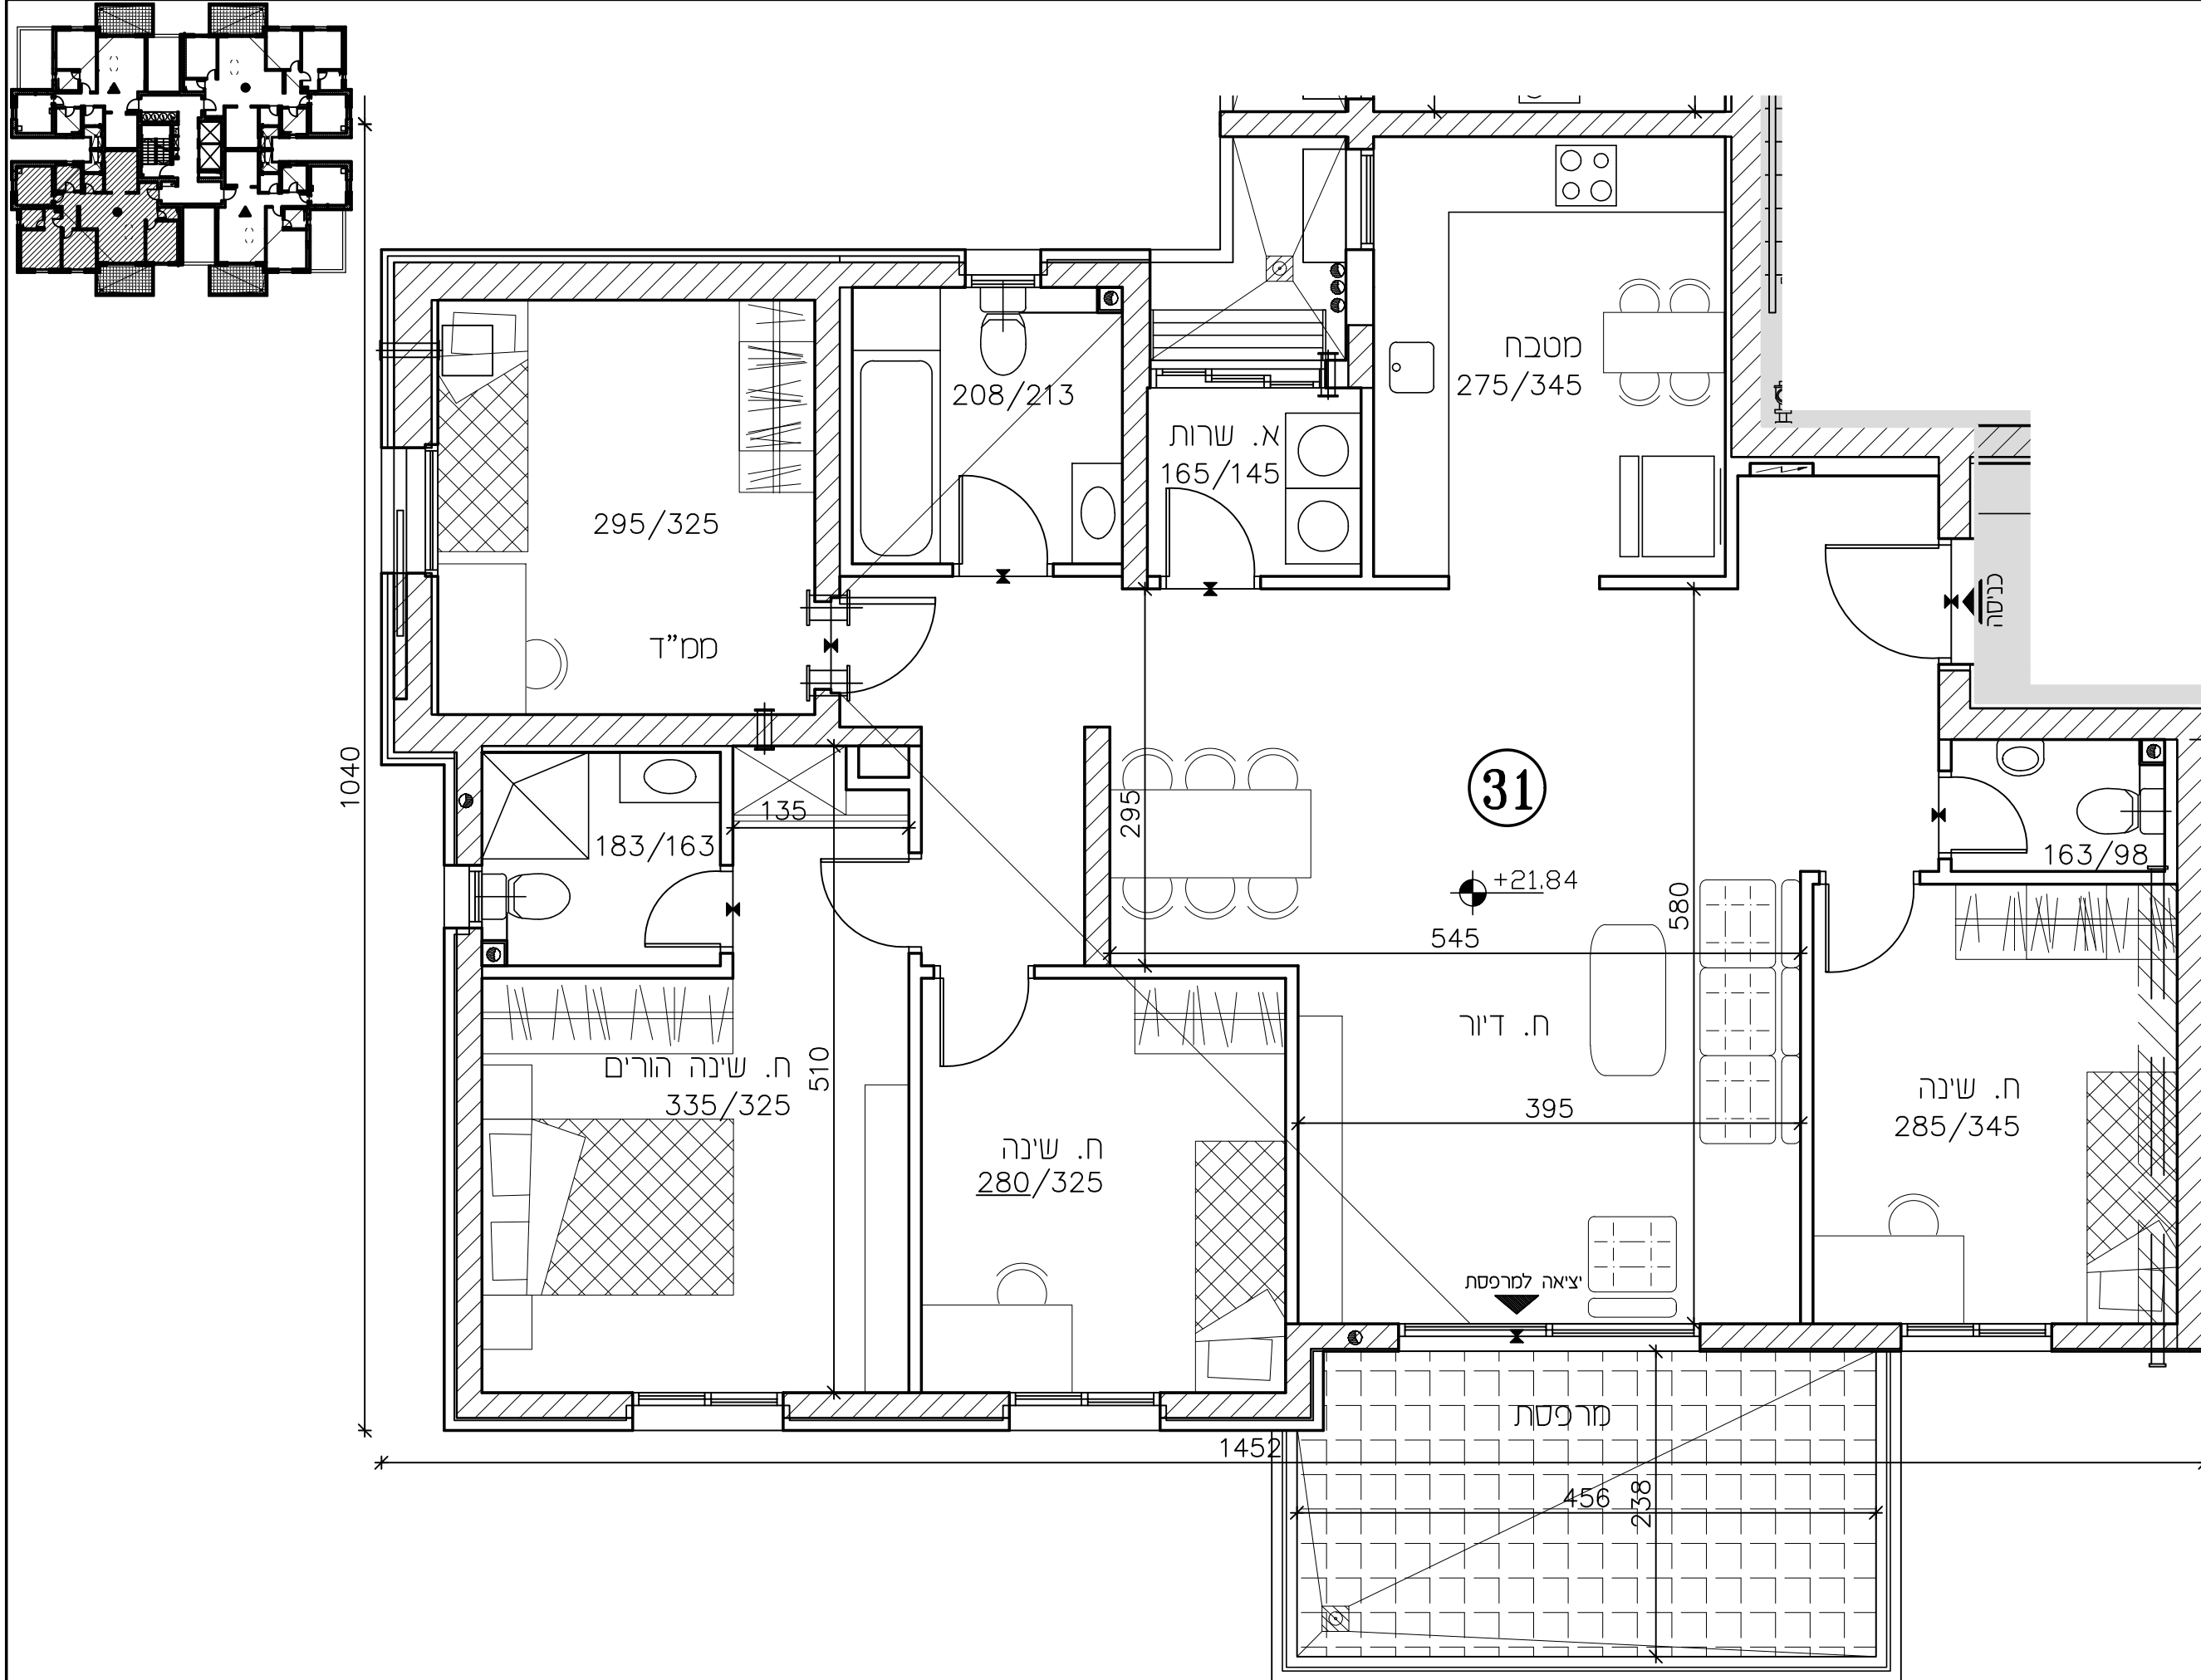 מטבח
275/345
208/213
א. שרות
165/145
295/325
ממ"ד
כניסה
1040
135
183/163
295
31
+21.84
580
163/98
545
ח. דיור
ח. שינה הורים
335/325
510
ח. שינה
280/325
395
ח. שינה
285/345
יציאה למרפסת
מרפסת
1452
456
238